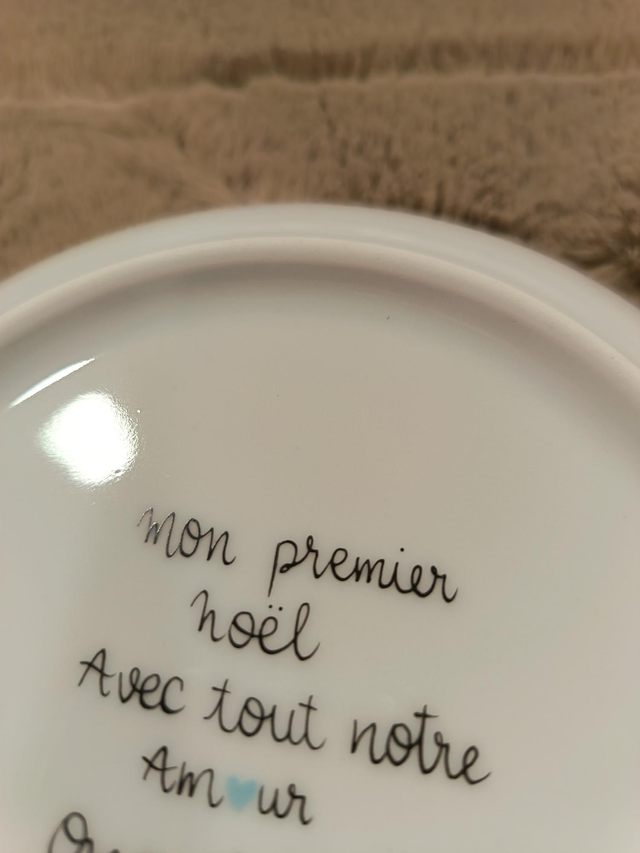 mon premier
noël
Avec tout notre
Am🩵ur